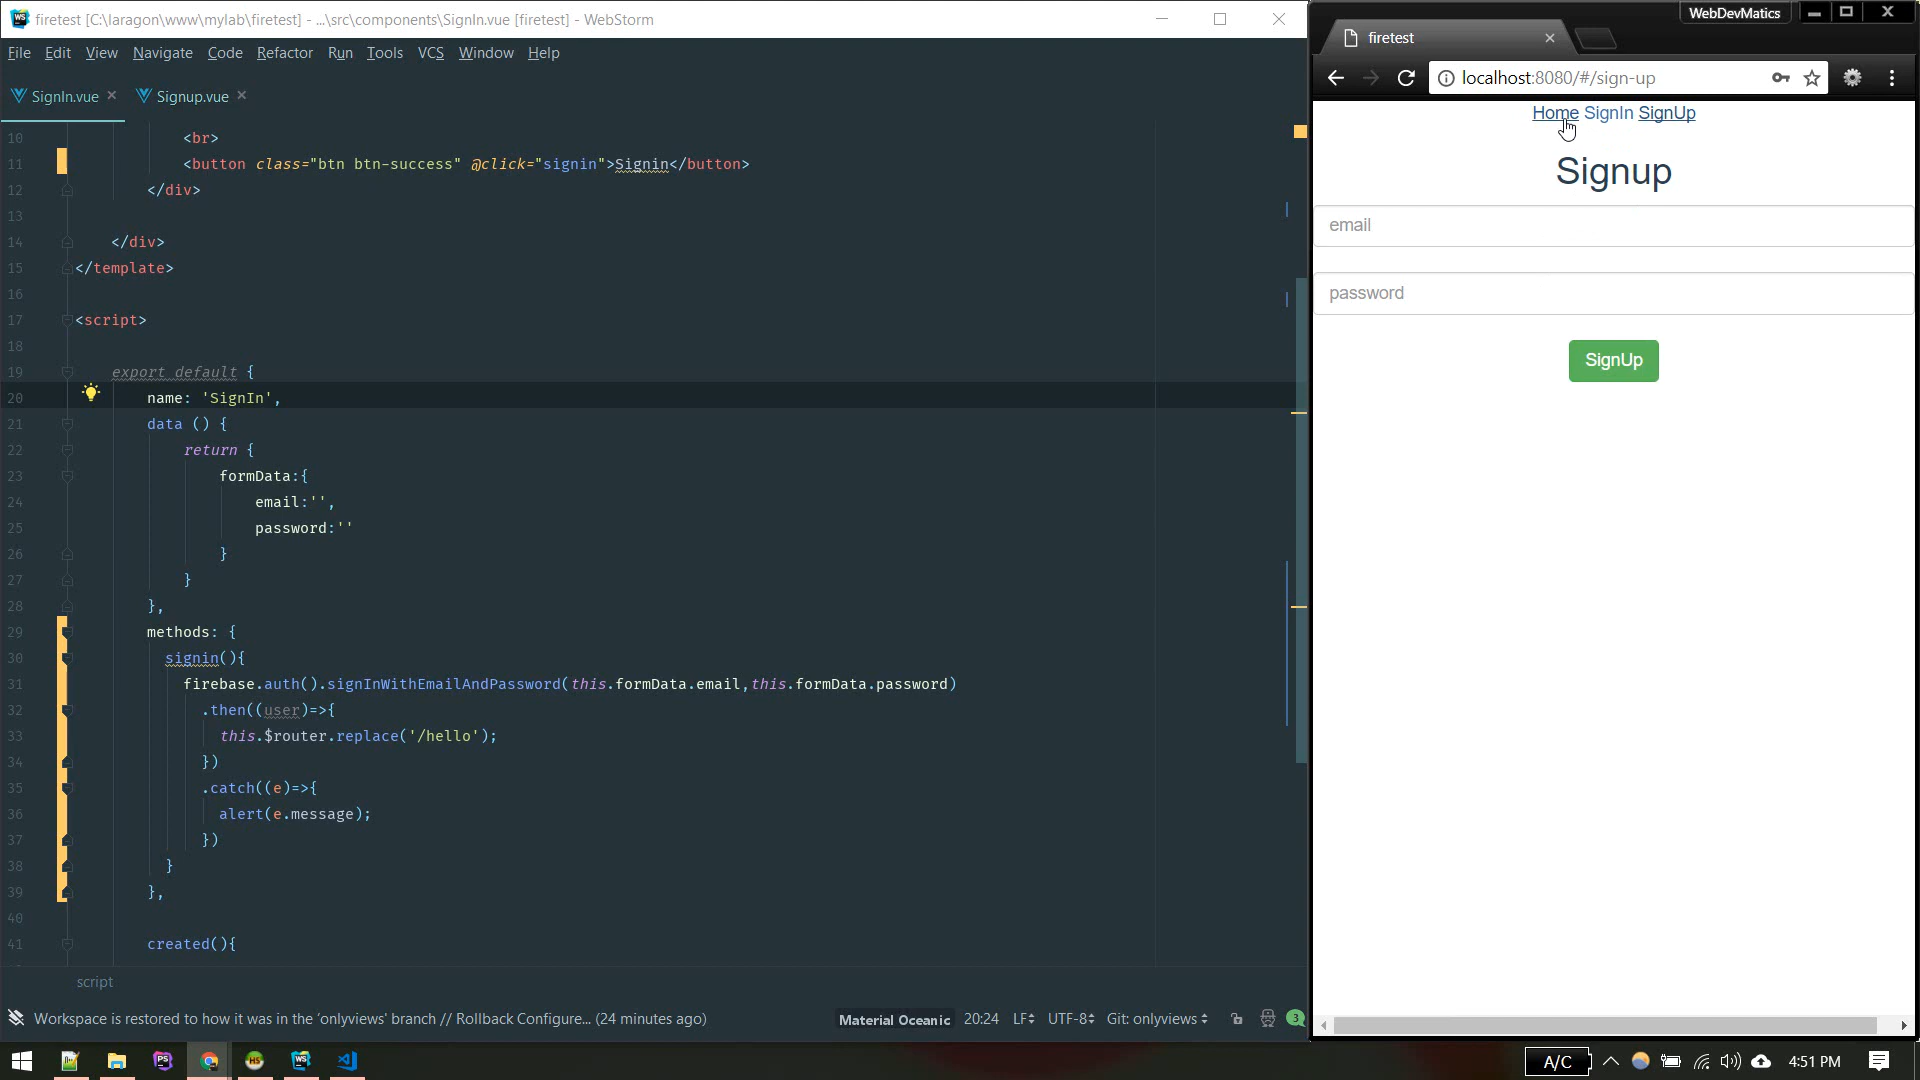 firetest [C:\laragon\www\mylab\firetest] - ...\src\components\SignIn.vue [firetest] - WebStorm
File Edit View Navigate Code Refactor Run Tools VCS Window Help
SignIn.vue Signup.vue
10 <br>
11 <button class="btn btn-success" @click="signin">Signin</button>
12 </div>
13
14 </div>
15 </template>
16
17 <script>
18
19 export default {
20 name: 'SignIn',
21 data () {
22 return {
23 formData:{
24 email:'',
25 password:''
26 }
27 }
28 },
29 methods: {
30 signin(){
31 firebase.auth().signInWithEmailAndPassword(this.formData.email,this.formData.password)
32 .then((user)=>{
33 this.$router.replace('/hello');
34 })
35 .catch((e)=>{
36 alert(e.message);
37 })
38 }
39 },
40
41 created(){
script
Workspace is restored to how it was in the 'onlyviews' branch // Rollback Configure... (24 minutes ago)
Material Oceanic 20:24 LF UTF-8 Git: onlyviews 3
WebDevMatics
firetest
localhost:8080/#/sign-up
Home SignIn SignUp
Signup
email
password
SignUp
A/C 4:51 PM